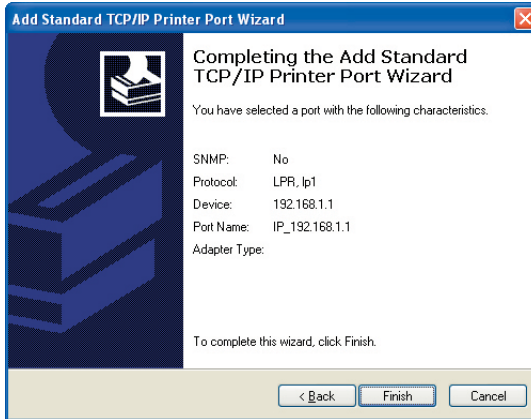 Add Standard TCP/IP Printer Port Wizard
Completing the Add Standard
TCP/IP Printer Port Wizard
You have selected a port with the following characteristics.
SNMP: No
Protocol: LPR, lp1
Device: 192.168.1.1
Port Name: IP_192.168.1.1
Adapter Type:
To complete this wizard, click Finish.
< Back Finish Cancel